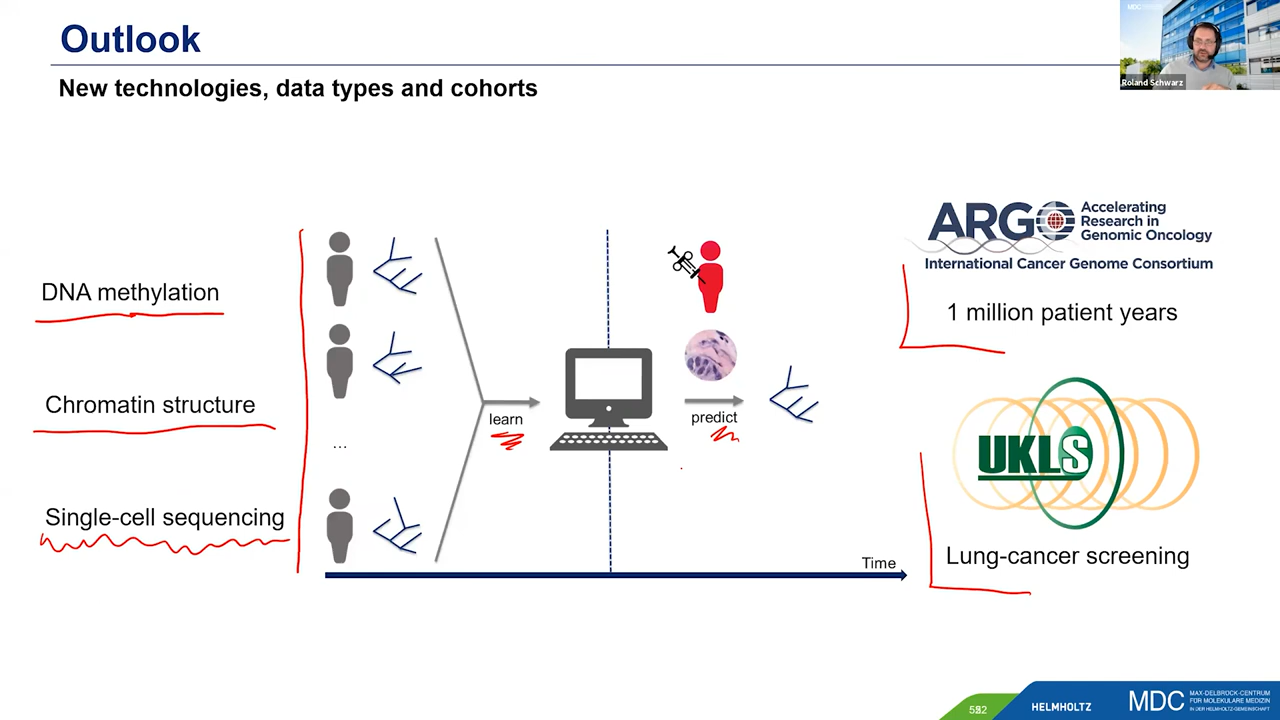 Outlook
New technologies, data types and cohorts
MDC
Roland Schwarz
DNA methylation
Chromatin structure
...
Single-cell sequencing
learn
predict
Time
ARGO
Accelerating
Research in
Genomic Oncology
International Cancer Genome Consortium
1 million patient years
UKLS
Lung-cancer screening
HELMHOLTZ
MDC
MAX-DELBRÜCK-CENTRUM
FÜR MOLEKULARE MEDIZIN
IN DER HELMHOLTZ-GEMEINSCHAFT